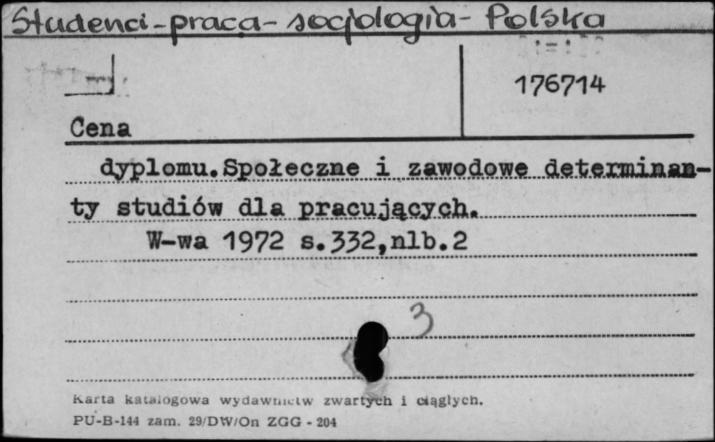 Studenci-praca-socjologia-Polska
176714
Cena
dyplomu.Społeczne i zawodowe determinan-
ty studiów dla pracujących.
W-wa 1972 s.332,nlb.2
3
Karta katalogowa wydawnictw zwartych i ciągłych.
PU-B-144 zam. 29/DW/On ZGG - 204